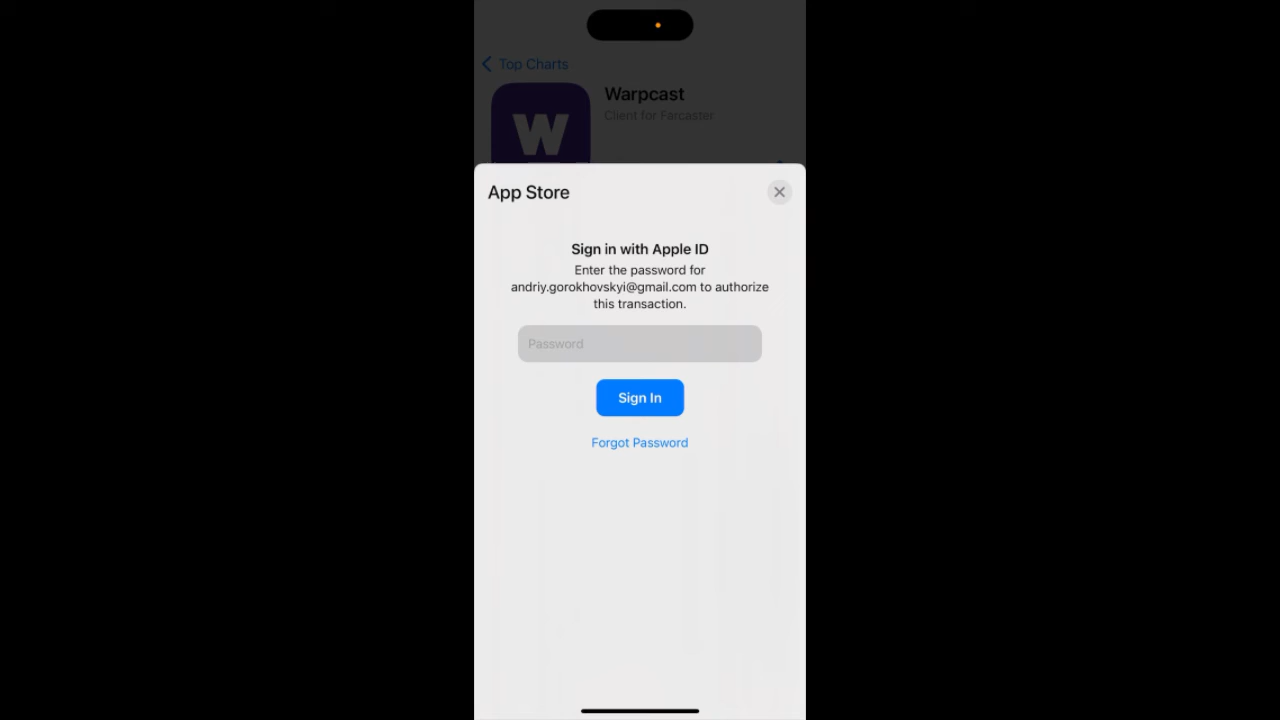 Top Charts
Warpcast
Client for Farcaster
W
App Store
Sign in with Apple ID
Enter the password for
andriy.gorokhovskyi@gmail.com to authorize
this transaction.
Password
Sign In
Forgot Password